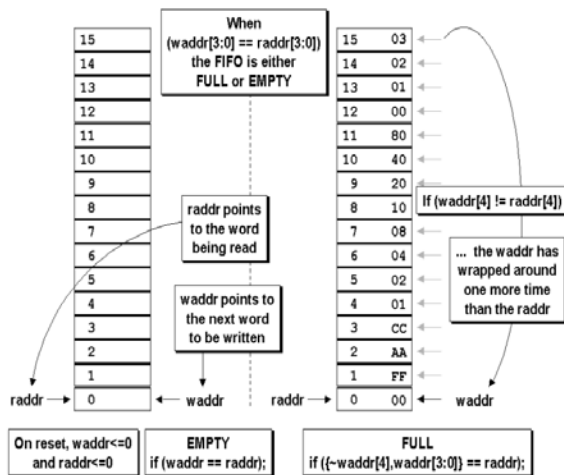 When
(waddr[3:0] == raddr[3:0])
the FIFO is either
FULL or EMPTY
15
14
13
12
11
10
9
8
7
6
5
4
3
2
1
0
raddr points
to the word
being read
waddr points to
the next word
to be written
raddr
waddr
On reset, waddr<=0
and raddr<=0
EMPTY
if (waddr == raddr);
15 03
14 02
13 01
12 00
11 80
10 40
9 20
8 10
7 08
6 04
5 02
4 01
3 CC
2 AA
1 FF
0 00
If (waddr[4] != raddr[4])
... the waddr has
wrapped around
one more time
than the raddr
raddr
waddr
FULL
if ({~waddr[4],waddr[3:0]} == raddr);